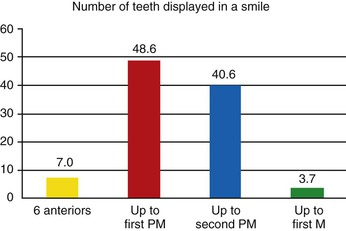 Number of teeth displayed in a smile
60
50
40
30
20
10
0
7.0
48.6
40.6
3.7
6 anteriors
Up to
first PM
Up to
second PM
Up to
first M